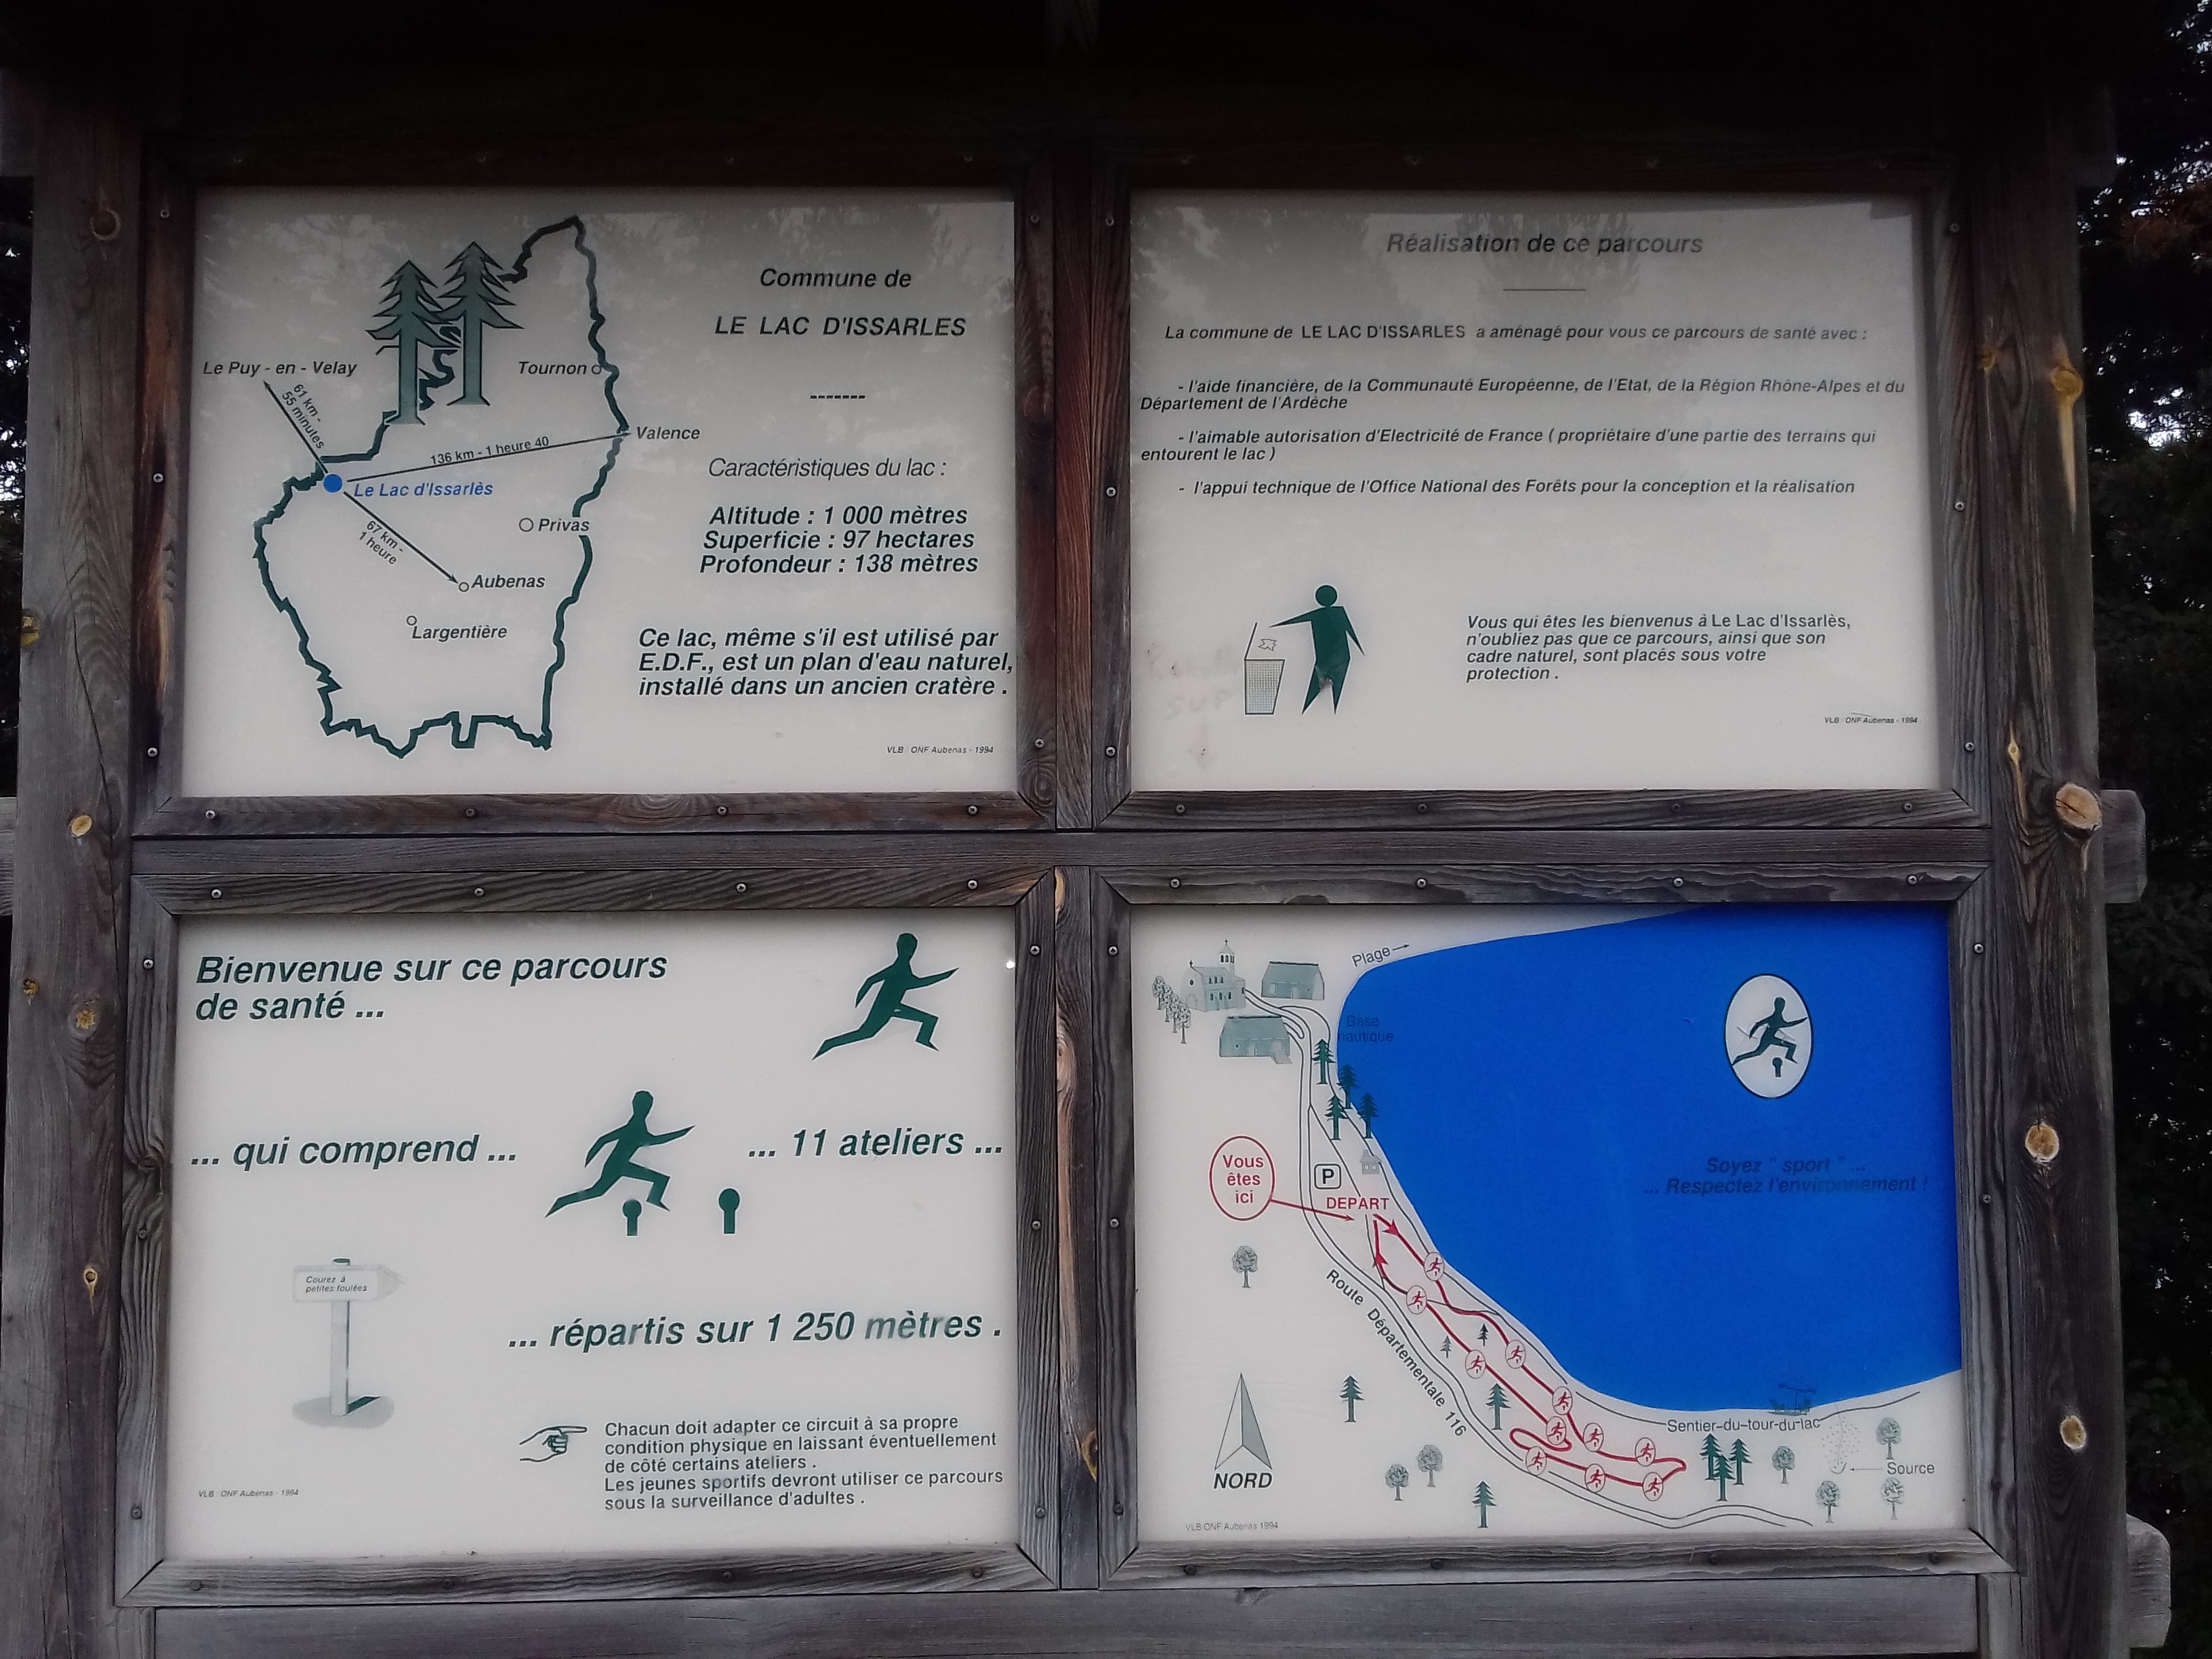 Commune de
LE LAC D'ISSARLES
-------
Le Puy - en - Velay
Tournon
61 km -
55 minutes
Valence
136 km - 1 heure 40
Le Lac d'Issarlès
67 km -
1 heure
Privas
Aubenas
Largentière
Caractéristiques du lac :
Altitude : 1 000 mètres
Superficie : 97 hectares
Profondeur : 138 mètres
Ce lac, même s'il est utilisé par
E.D.F., est un plan d'eau naturel,
installé dans un ancien cratère .
VLB / ONF Aubenas - 1994
Réalisation de ce parcours
La commune de LE LAC D'ISSARLES a aménagé pour vous ce parcours de santé avec :
- l'aide financière, de la Communauté Européenne, de l'Etat, de la Région Rhône-Alpes et du
Département de l'Ardèche
- l'aimable autorisation d'Electricité de France ( propriétaire d'une partie des terrains qui
entourent le lac )
- l'appui technique de l'Office National des Forêts pour la conception et la réalisation
Vous qui êtes les bienvenus à Le Lac d'Issarlès,
n'oubliez pas que ce parcours, ainsi que son
cadre naturel, sont placés sous votre
protection .
VLB / ONF Aubenas - 1994
Bienvenue sur ce parcours
de santé ...
... qui comprend ...
... 11 ateliers ...
Courez à
petites foulées
... répartis sur 1 250 mètres .
Chacun doit adapter ce circuit à sa propre
condition physique en laissant éventuellement
de côté certains ateliers .
Les jeunes sportifs devront utiliser ce parcours
sous la surveillance d'adultes .
VLB / ONF Aubenas - 1994
Plage
Base
nautique
Soyez " sport " ...
... Respectez l'environnement !
Vous
êtes
ici
P
DEPART
Route Départementale 116
Sentier-du-tour-du-lac
Source
NORD
VLB ONF Aubenas 1994